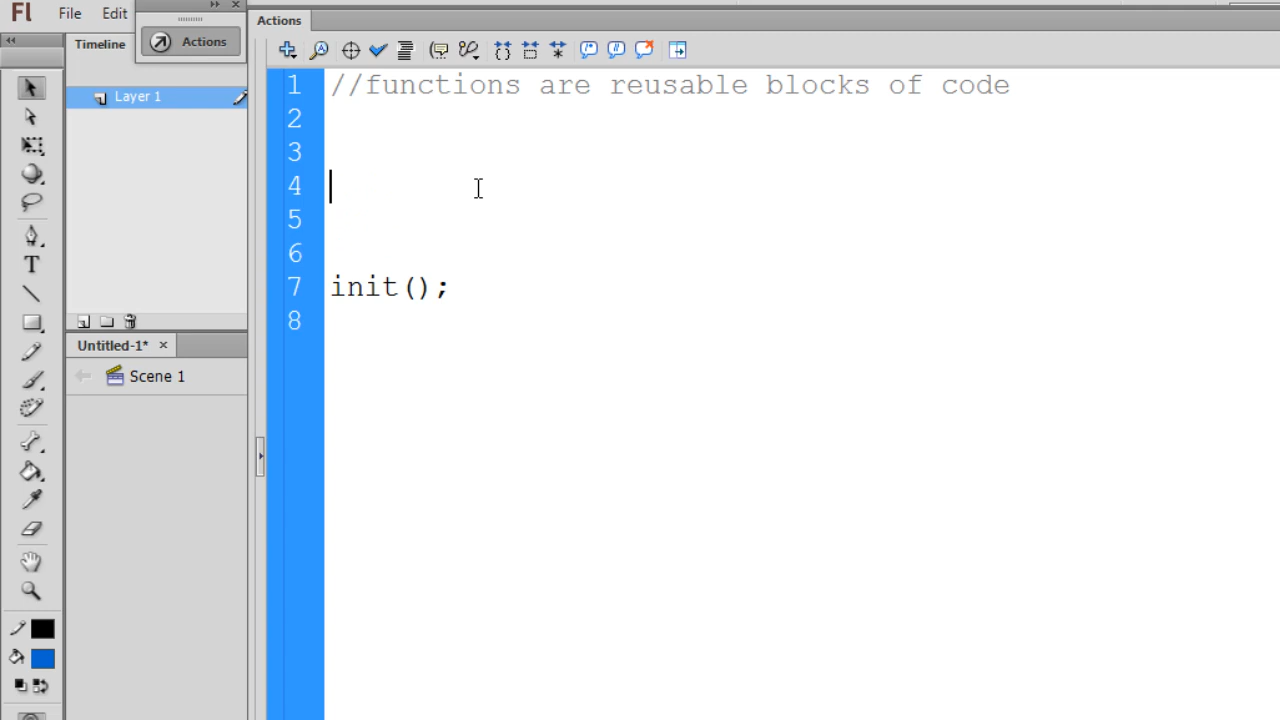 Fl File Edit
Actions
Timeline
Actions
Layer 1
Untitled-1* ×
Scene 1
1 //functions are reusable blocks of code
2
3
4
5
6
7 init();
8
T